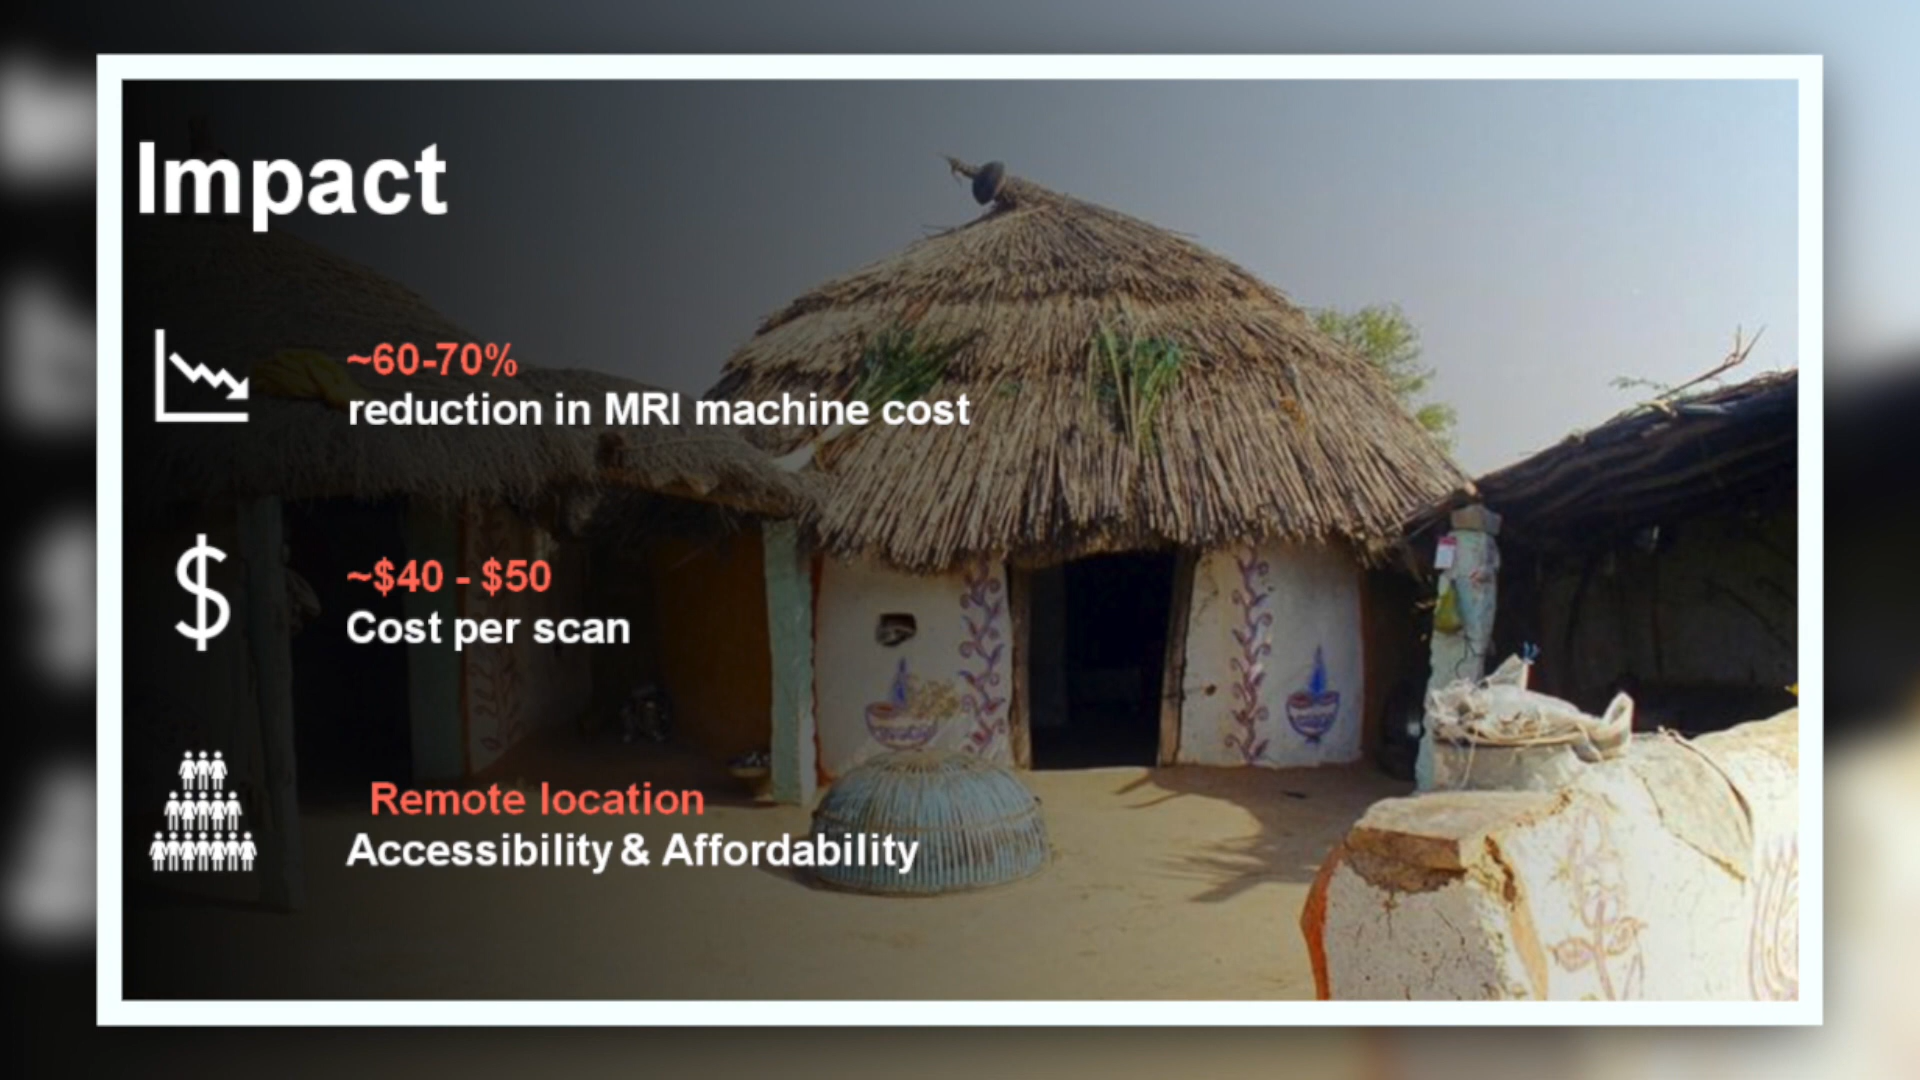 Impact
~60-70%
reduction in MRI machine cost
~$40 - $50
Cost per scan
Remote location
Accessibility & Affordability